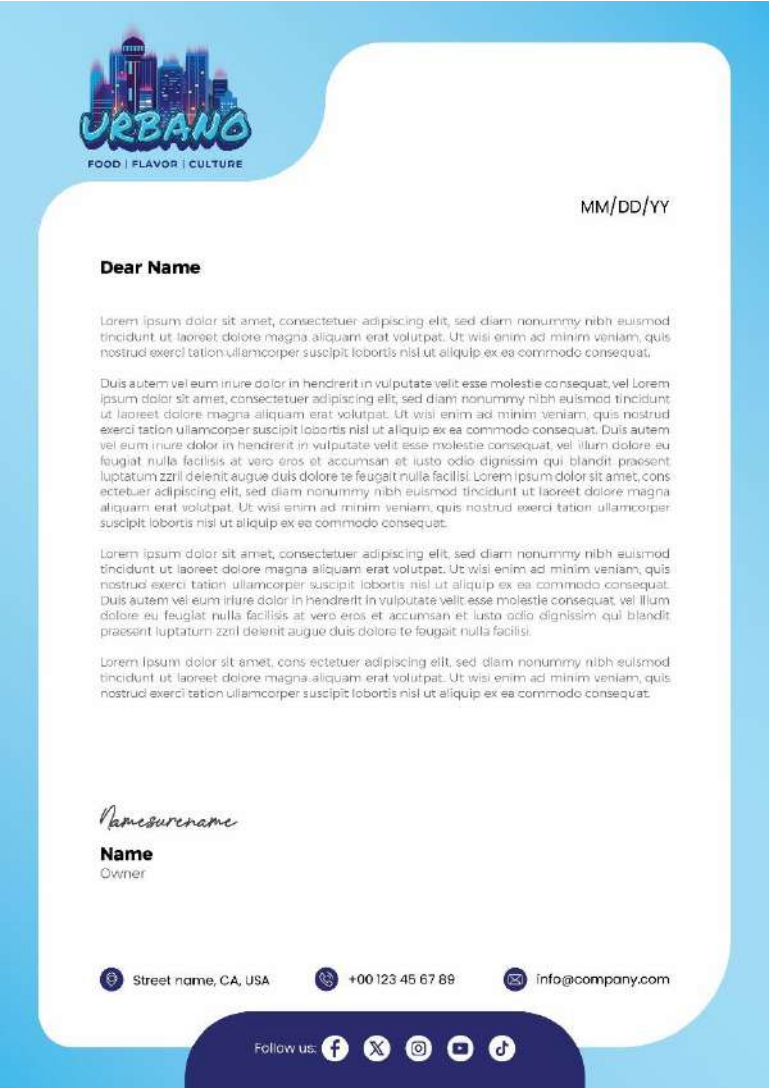 URBANO
FOOD | FLAVOR | CULTURE
MM/DD/YY
Dear Name
Lorem ipsum dolor sit amet, consectetuer adipiscing elit, sed diam nonummy nibh euismod
tincidunt ut laoreet dolore magna aliquam erat volutpat. Ut wisi enim ad minim veniam, quis
nostrud exerci tation ullamcorper suscipit lobortis nisl ut aliquip ex ea commodo consequat.
Duis autem vel eum iriure dolor in hendrerit in vulputate velit esse molestie consequat, vel Lorem
ipsum dolor sit amet, consectetuer adipiscing elit, sed diam nonummy nibh euismod tincidunt
ut laoreet dolore magna aliquam erat volutpat. Ut wisi enim ad minim veniam, quis nostrud
exerci tation ullamcorper suscipit lobortis nisl ut aliquip ex ea commodo consequat. Duis autem
vel eum iriure dolor in hendrerit in vulputate velit esse molestie consequat, vel illum dolore eu
feugiat nulla facilisis at vero eros et accumsan et iusto odio dignissim qui blandit praesent
luptatum zzril delenit augue duis dolore te feugait nulla facilisi. Lorem ipsum dolor sit amet, cons
ectetuer adipiscing elit, sed diam nonummy nibh euismod tincidunt ut laoreet dolore magna
aliquam erat volutpat. Ut wisi enim ad minim veniam, quis nostrud exerci tation ullamcorper
suscipit lobortis nisl ut aliquip ex ea commodo consequat.
Lorem ipsum dolor sit amet, consectetuer adipiscing elit, sed diam nonummy nibh euismod
tincidunt ut laoreet dolore magna aliquam erat volutpat. Ut wisi enim ad minim veniam, quis
nostrud exerci tation ullamcorper suscipit lobortis nisl ut aliquip ex ea commodo consequat.
Duis autem vel eum iriure dolor in hendrerit in vulputate velit esse molestie consequat, vel illum
dolore eu feugiat nulla facilisis at vero eros et accumsan et iusto odio dignissim qui blandit
praesent luptatum zzril delenit augue duis dolore te feugait nulla facilisi.
Lorem ipsum dolor sit amet, cons ectetuer adipiscing elit, sed diam nonummy nibh euismod
tincidunt ut laoreet dolore magna aliquam erat volutpat. Ut wisi enim ad minim veniam, quis
nostrud exerci tation ullamcorper suscipit lobortis nisl ut aliquip ex ea commodo consequat.
Namesurename
Name
Owner
Street name, CA, USA
+00 123 45 67 89
info@company.com
Follow us: